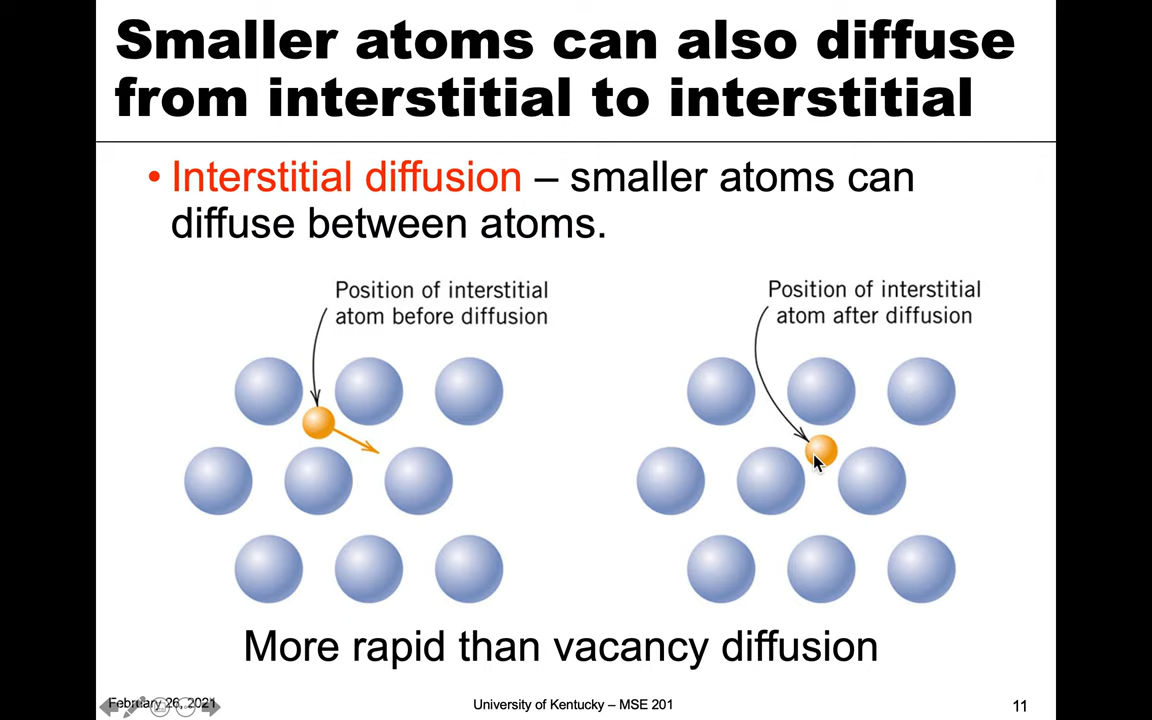 Smaller atoms can also diffuse
from interstitial to interstitial
• Interstitial diffusion – smaller atoms can
diffuse between atoms.
Position of interstitial
atom before diffusion
Position of interstitial
atom after diffusion
More rapid than vacancy diffusion
February 26, 2021
University of Kentucky – MSE 201
11